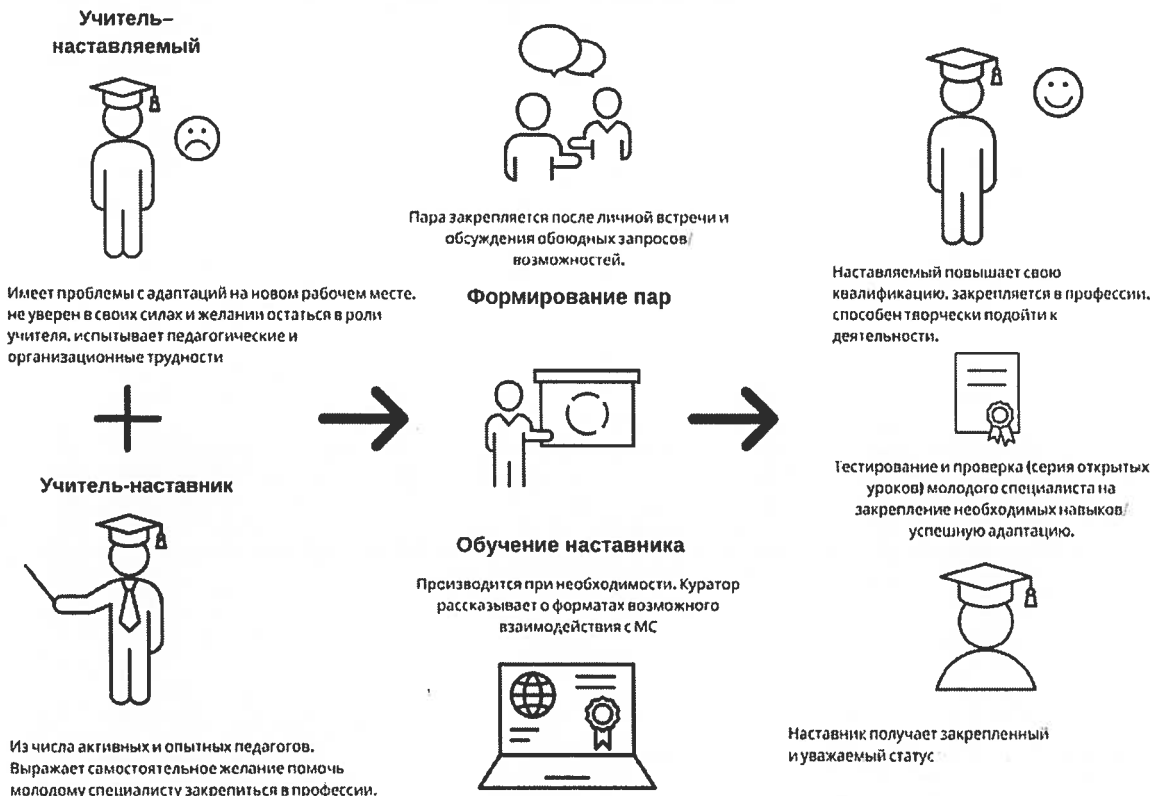 Учитель–
наставляемый
Имеет проблемы с адаптаций на новом рабочем месте.
не уверен в своих силах и желании остаться в роли
учителя. испытывает педагогические и
организационные трудности
Учитель-наставник
Из числа активных и опытных педагогов.
Выражает самостоятельное желание помочь
молодому специалисту закрепиться в профессии.
Пара закрепляется после личной встречи и
обсуждения обоюдных запросов/
возможностей.
Формирование пар
Обучение наставника
Производится при необходимости. Куратор
рассказывает о форматах возможного
взаимодействия с МС
Наставляемый повышает свою
квалификацию. закрепляется в профессии.
способен творчески подойти к
деятельности.
Тестирование и проверка (серия открытых
уроков) молодого специалиста на
закрепление необходимых навыков/
успешную адаптацию.
Наставник получает закрепленный
и уважаемый статус